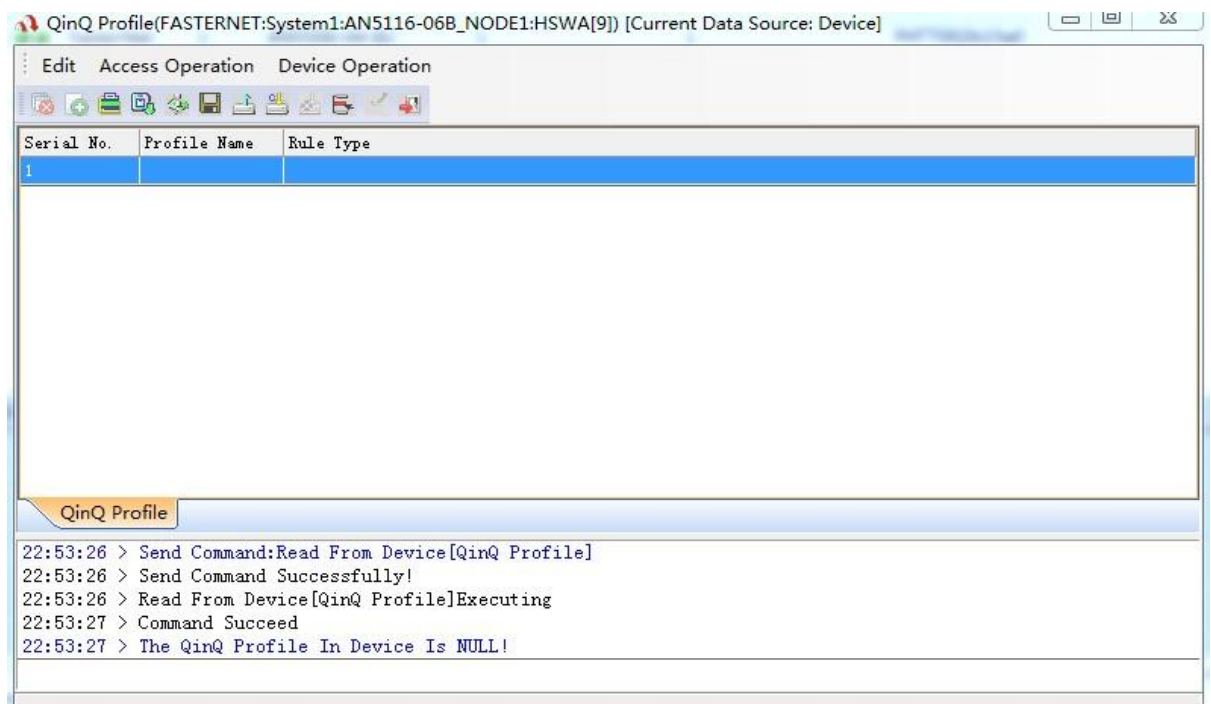 QinQ Profile(FASTERNET:System1:AN5116-06B_NODE1:HSWA[9]) [Current Data Source: Device]
Edit Access Operation Device Operation
Serial No. Profile Name Rule Type
1
QinQ Profile
22:53:26 > Send Command:Read From Device[QinQ Profile]
22:53:26 > Send Command Successfully!
22:53:26 > Read From Device[QinQ Profile]Executing
22:53:27 > Command Succeed
22:53:27 > The QinQ Profile In Device Is NULL!